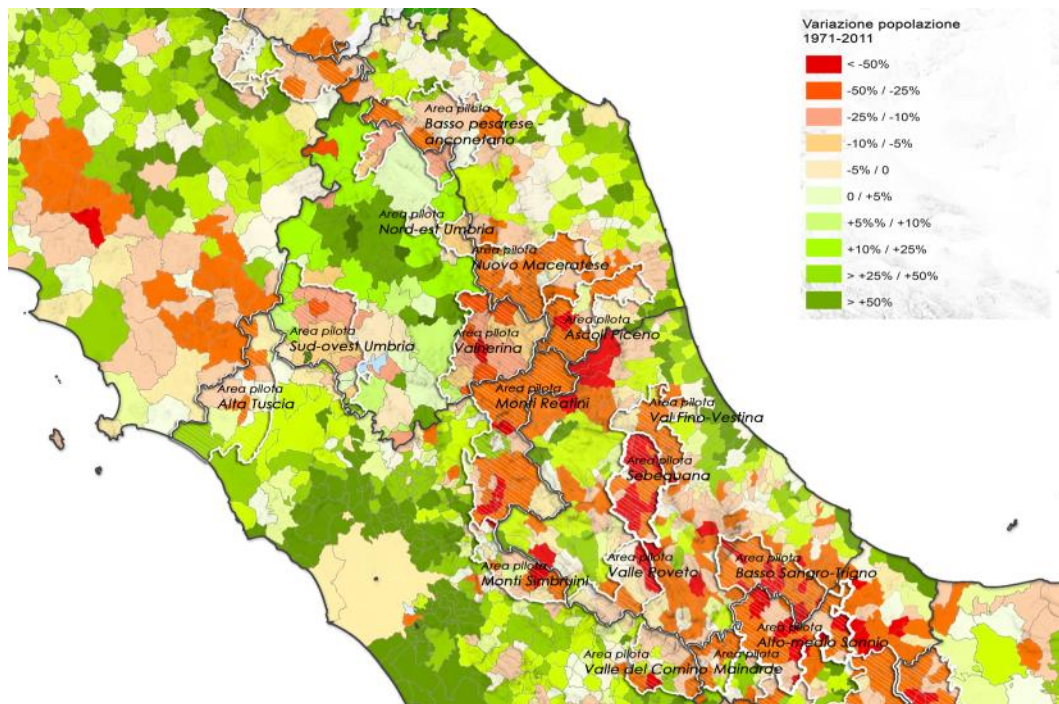 Variazione popolazione
1971-2011
< -50%
-50% / -25%
-25% / -10%
-10% / -5%
-5% / 0
0 / +5%
+5%% / +10%
+10% / +25%
> +25% / +50%
> +50%
Area pilota
Basso pesarese -
anconetano
Area pilota
Nord-est Umbria
Area pilota
Nuovo Maceratese
Area pilota
Ascoli Piceno
Area pilota
Sud-ovest Umbria
Area pilota
Valnerina
Area pilota
Alta Tuscia
Area pilota
Monti Reatini
Area pilota
Val Fino-Vestina
Area pilota
Sebequana
Area pilota
Monti Simbruini
Area pilota
Valle Roveto
Area pilota
Basso Sangro-Trigno
Area pilota
Alto-medio Sannio
Area pilota
Valle del Comino
Area pilota
Mainarde